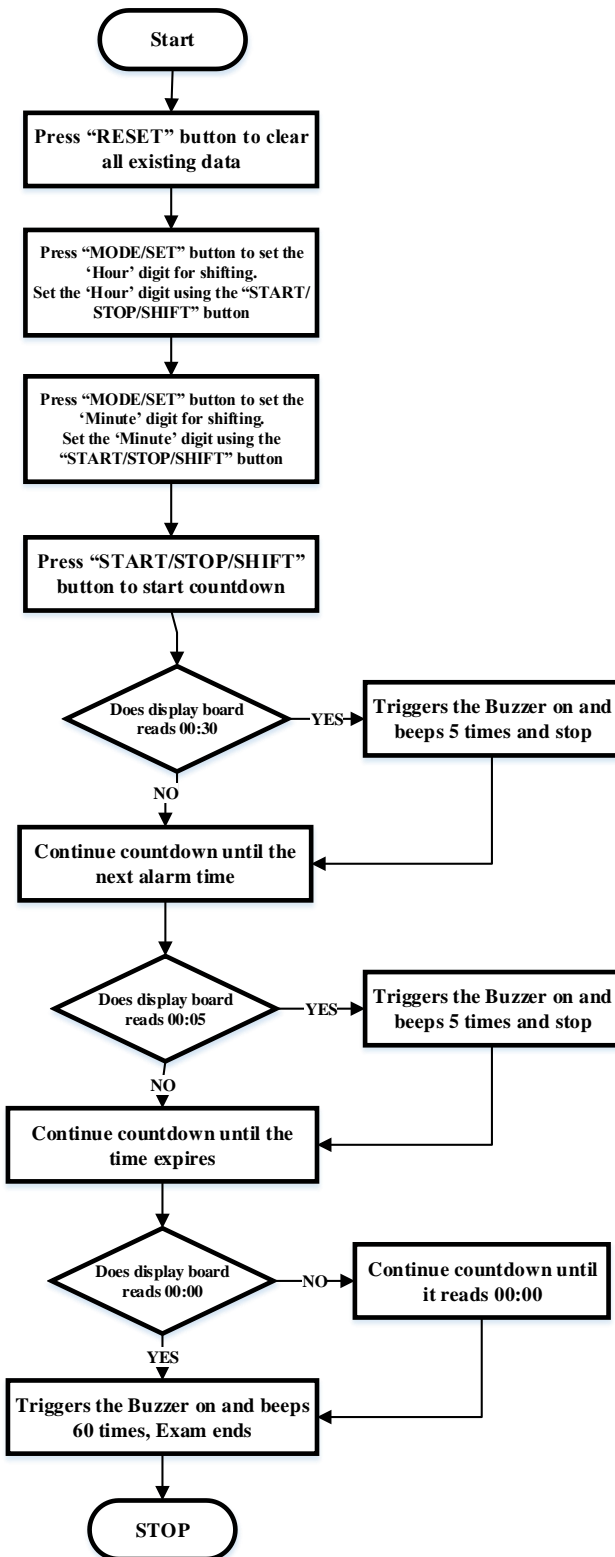 Start
Press “RESET” button to clear
all existing data
Press “MODE/SET” button to set the
‘Hour’ digit for shifting.
Set the ‘Hour’ digit using the “START/
STOP/SHIFT” button
Press “MODE/SET” button to set the
‘Minute’ digit for shifting.
Set the ‘Minute’ digit using the
“START/STOP/SHIFT” button
Press “START/STOP/SHIFT”
button to start countdown
Does display board
reads 00:30
YES
Triggers the Buzzer on and
beeps 5 times and stop
NO
Continue countdown until the
next alarm time
Does display board
reads 00:05
YES
Triggers the Buzzer on and
beeps 5 times and stop
NO
Continue countdown until the
time expires
Does display board
reads 00:00
NO
Continue countdown until
it reads 00:00
YES
Triggers the Buzzer on and beeps
60 times, Exam ends
STOP